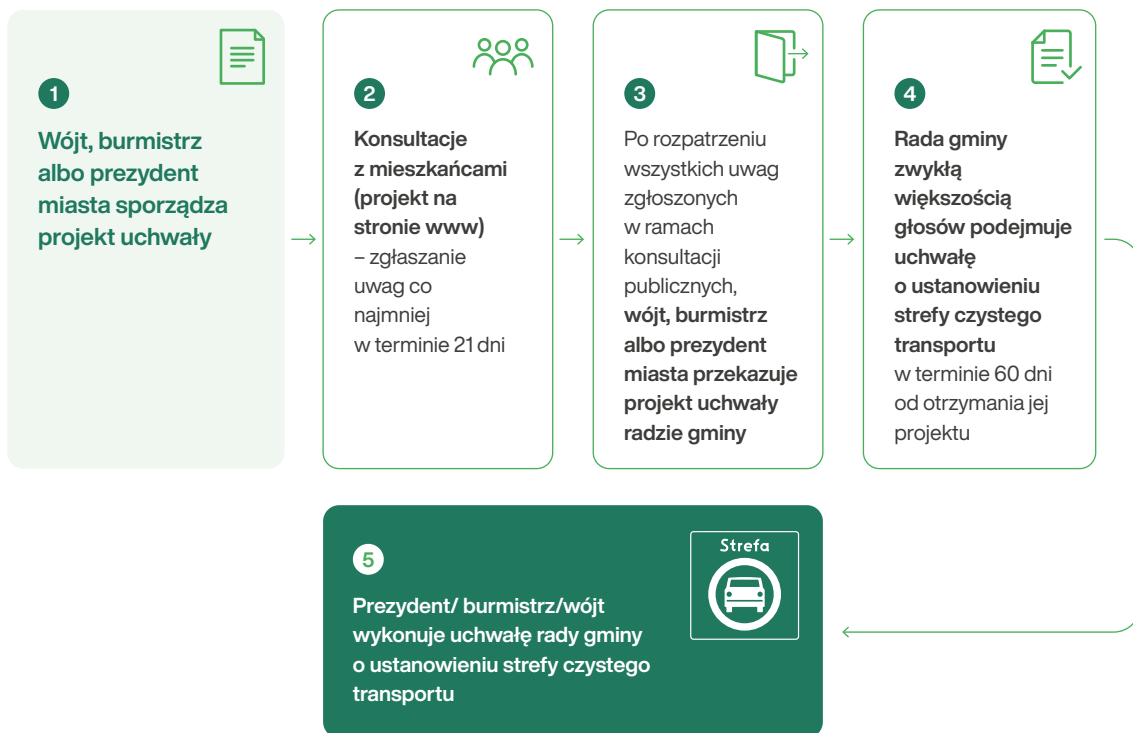 1
Wójt, burmistrz
albo prezydent
miasta sporządza
projekt uchwały
2
Konsultacje
z mieszkańcami
(projekt na
stronie www)
– zgłaszanie
uwag co
najmniej
w terminie 21 dni
3
Po rozpatrzeniu
wszystkich uwag
zgłoszonych
w ramach
konsultacji
publicznych,
wójt, burmistrz
albo prezydent
miasta przekazuje
projekt uchwały
radzie gminy
4
Rada gminy
zwykłą
większością
głosów podejmuje
uchwałę
o ustanowieniu
strefy czystego
transportu
w terminie 60 dni
od otrzymania jej
projektu
5
Prezydent/ burmistrz/wójt
wykonuje uchwałę rady gminy
o ustanowieniu strefy czystego
transportu
Strefa